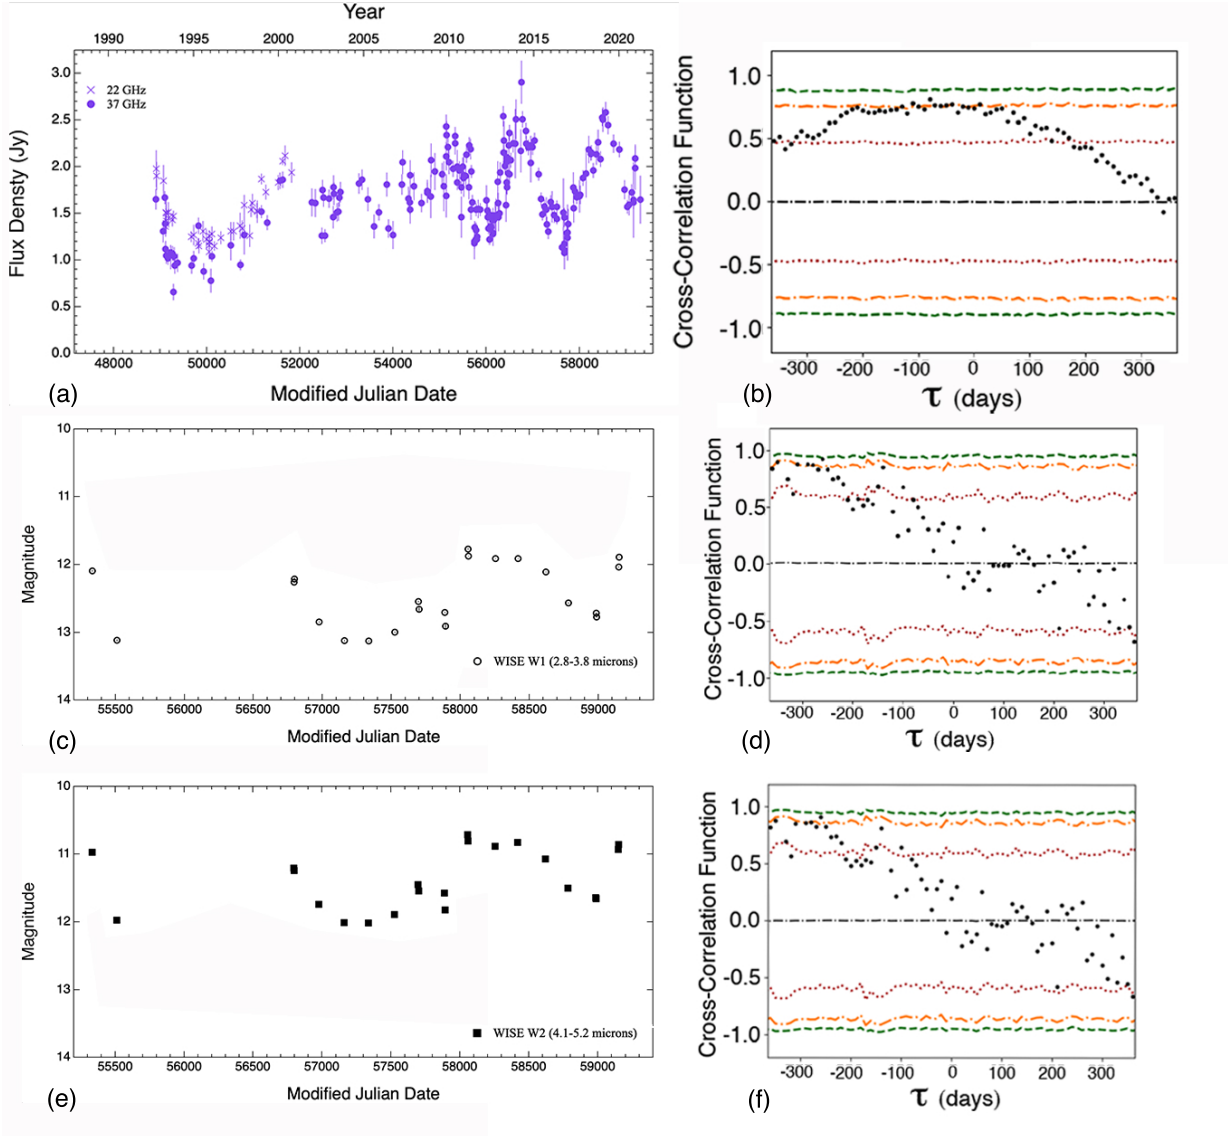 Year
1990 1995 2000 2005 2010 2015 2020
3.0
2.5
2.0
1.5
1.0
0.5
0.0
22 GHz
37 GHz
Flux Density (Jy)
48000 50000 52000 54000 56000 58000
Modified Julian Date
(a)
Cross-Correlation Function
1.0
0.5
0.0
-0.5
-1.0
-300 -200 -100 0 100 200 300
τ (days)
(b)
10
11
12
13
14
Magnitude
WISE W1 (2.8-3.8 microns)
55500 56000 56500 57000 57500 58000 58500 59000
Modified Julian Date
(c)
Cross-Correlation Function
1.0
0.5
0.0
-0.5
-1.0
-300 -200 -100 0 100 200 300
τ (days)
(d)
10
11
12
13
14
Magnitude
WISE W2 (4.1-5.2 microns)
55500 56000 56500 57000 57500 58000 58500 59000
Modified Julian Date
(e)
Cross-Correlation Function
1.0
0.5
0.0
-0.5
-1.0
-300 -200 -100 0 100 200 300
τ (days)
(f)